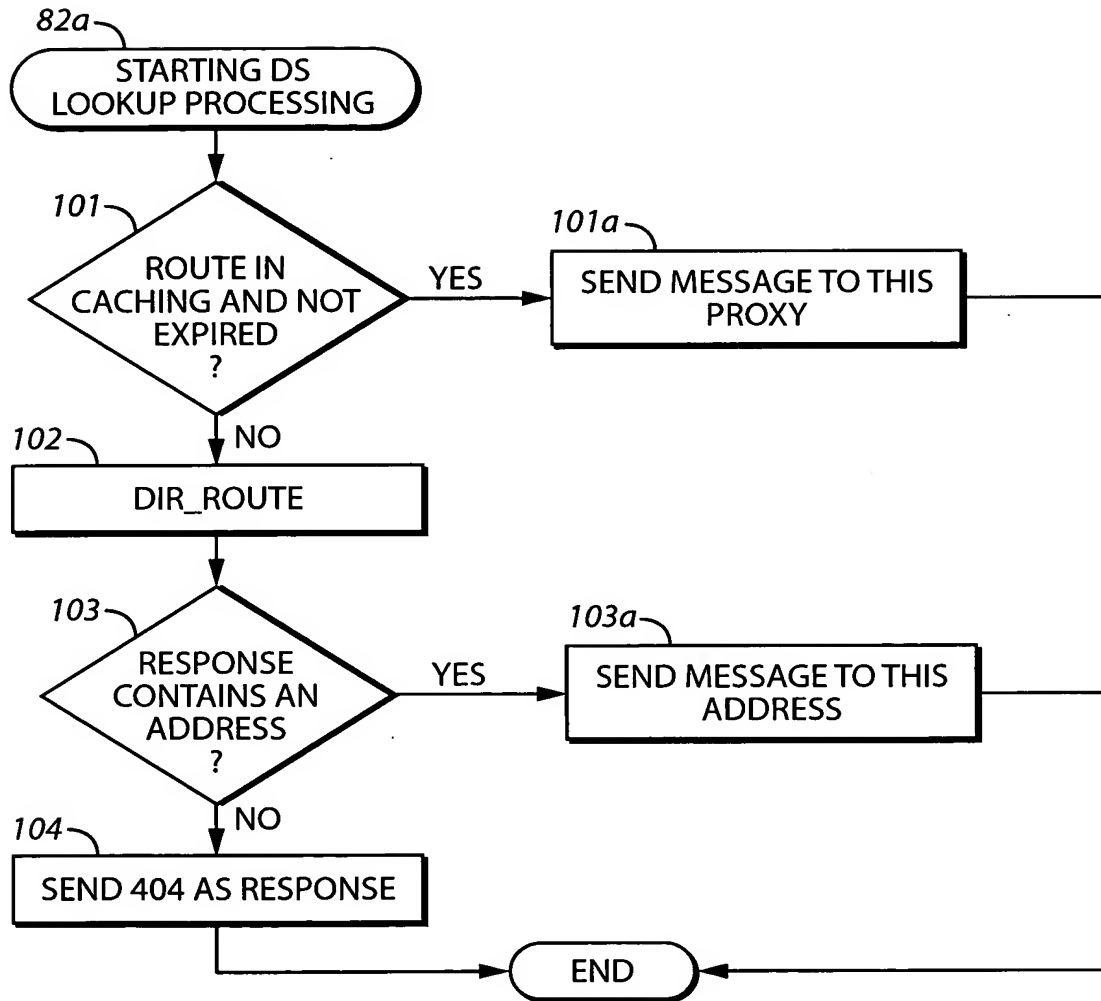 82a
STARTING DS
LOOKUP PROCESSING
101
ROUTE IN
CACHING AND NOT
EXPIRED
?
YES
101a
SEND MESSAGE TO THIS
PROXY
NO
102
DIR_ROUTE
103
RESPONSE
CONTAINS AN
ADDRESS
?
YES
103a
SEND MESSAGE TO THIS
ADDRESS
NO
104
SEND 404 AS RESPONSE
END